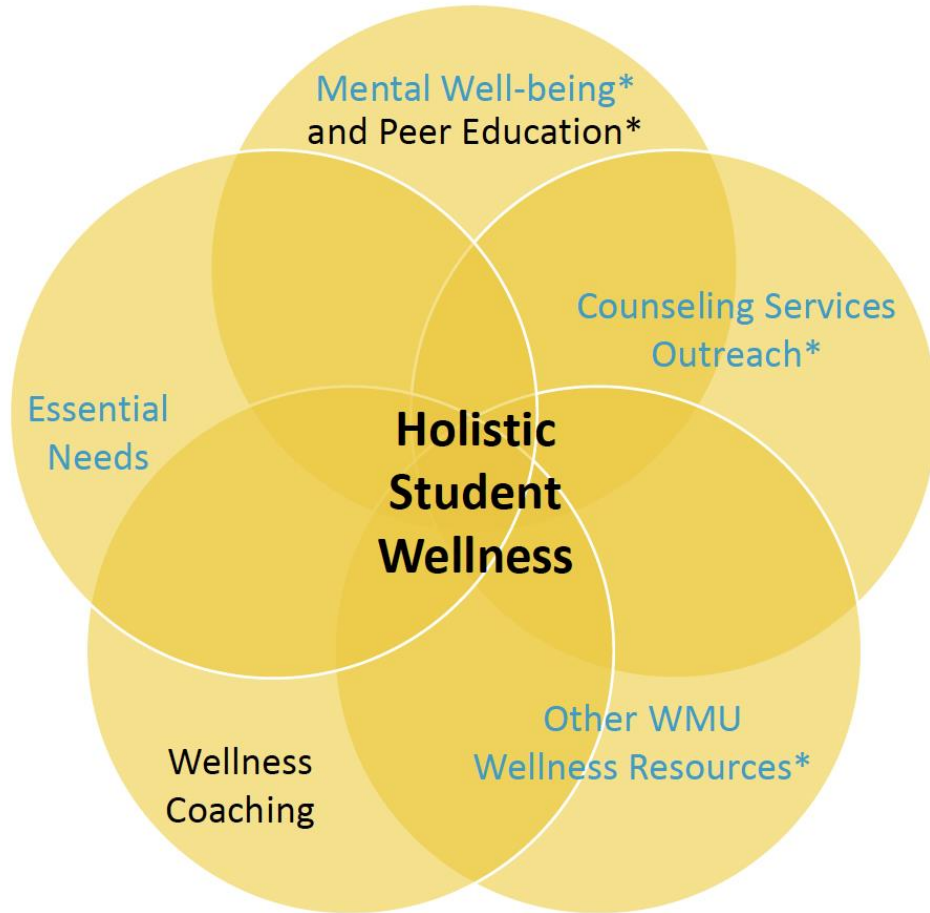 Mental Well-being*
and Peer Education*
Counseling Services
Outreach*
Essential
Needs
Holistic
Student
Wellness
Other WMU
Wellness Resources*
Wellness
Coaching